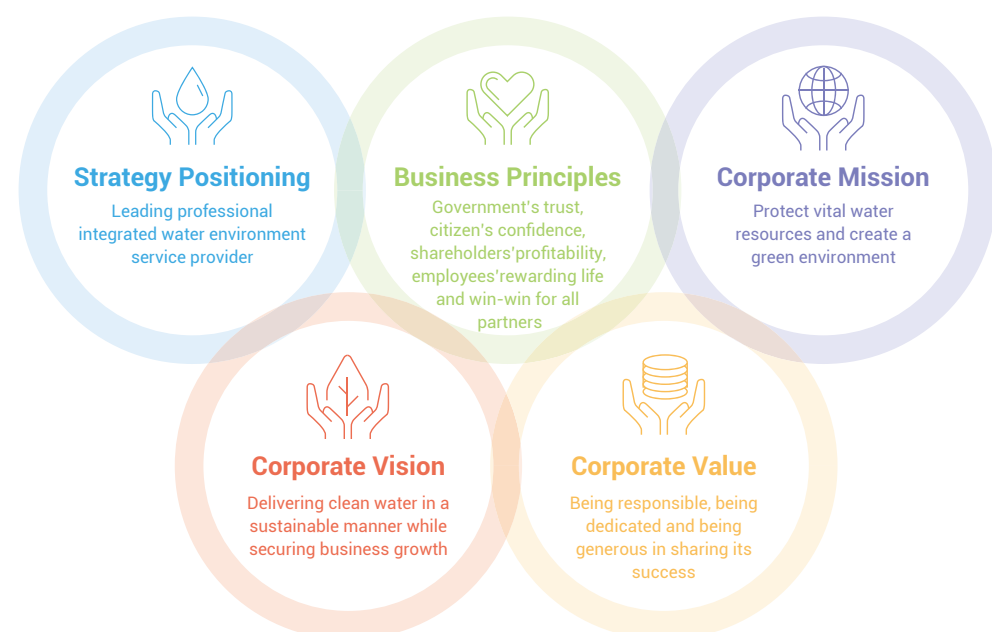 Strategy Positioning
Leading professional
integrated water environment
service provider
Business Principles
Government's trust,
citizen's confidence,
shareholders'profitability,
employees'rewarding life
and win-win for all
partners
Corporate Mission
Protect vital water
resources and create a
green environment
Corporate Vision
Delivering clean water in a
sustainable manner while
securing business growth
Corporate Value
Being responsible, being
dedicated and being
generous in sharing its
success